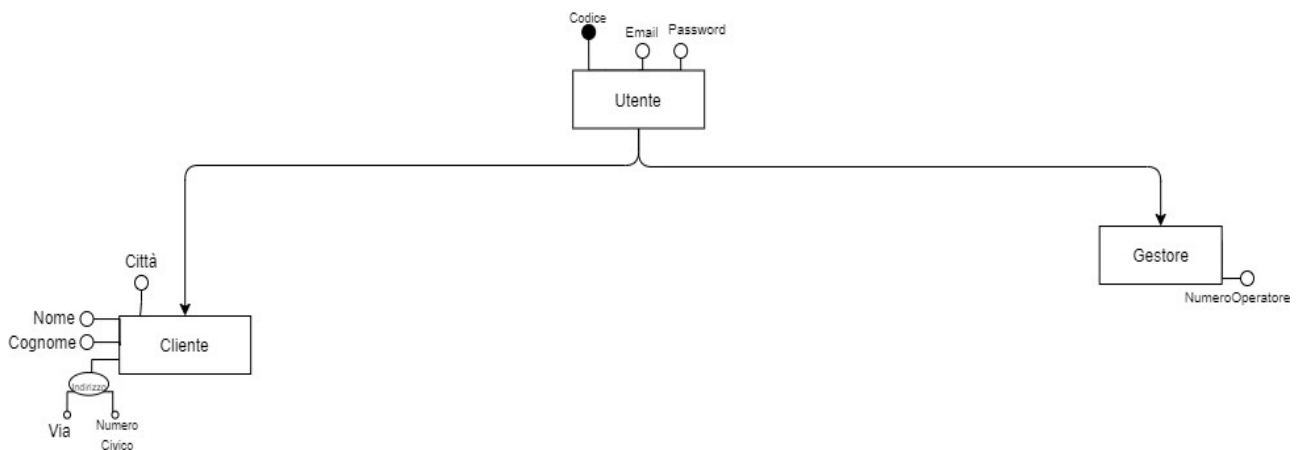 Codice
Email
Password
Utente
Gestore
NumeroOperatore
Città
Nome
Cognome
Cliente
Indirizzo
Via
Numero
Civico